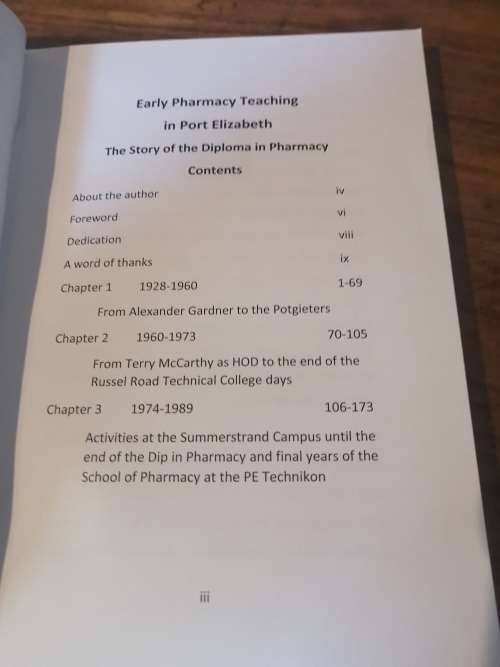 Early Pharmacy Teaching
in Port Elizabeth
The Story of the Diploma in Pharmacy
Contents
About the author iv
Foreword vi
Dedication viii
A word of thanks ix
Chapter 1 1928-1960 1-69
From Alexander Gardner to the Potgieters
Chapter 2 1960-1973 70-105
From Terry McCarthy as HOD to the end of the
Russel Road Technical College days
Chapter 3 1974-1989 106-173
Activities at the Summerstrand Campus until the
end of the Dip in Pharmacy and final years of the
School of Pharmacy at the PE Technikon
iii